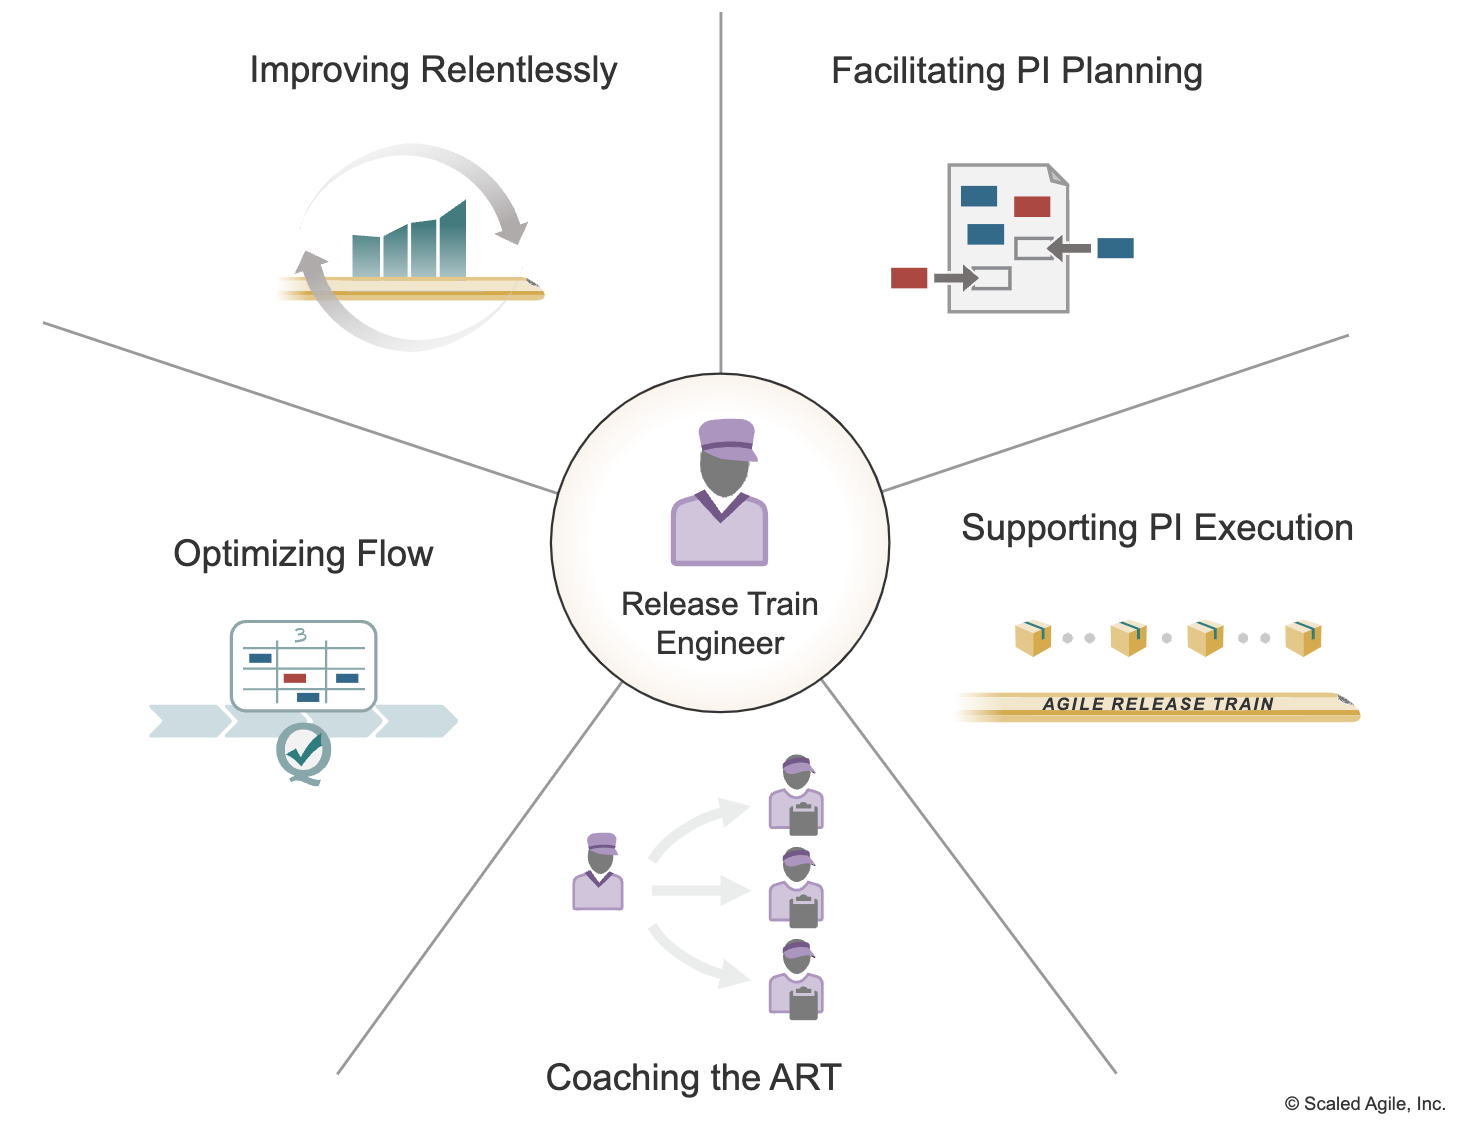 Improving Relentlessly
Facilitating PI Planning
Release Train
Engineer
Supporting PI Execution
AGILE RELEASE TRAIN
Optimizing Flow
3
Coaching the ART
© Scaled Agile, Inc.